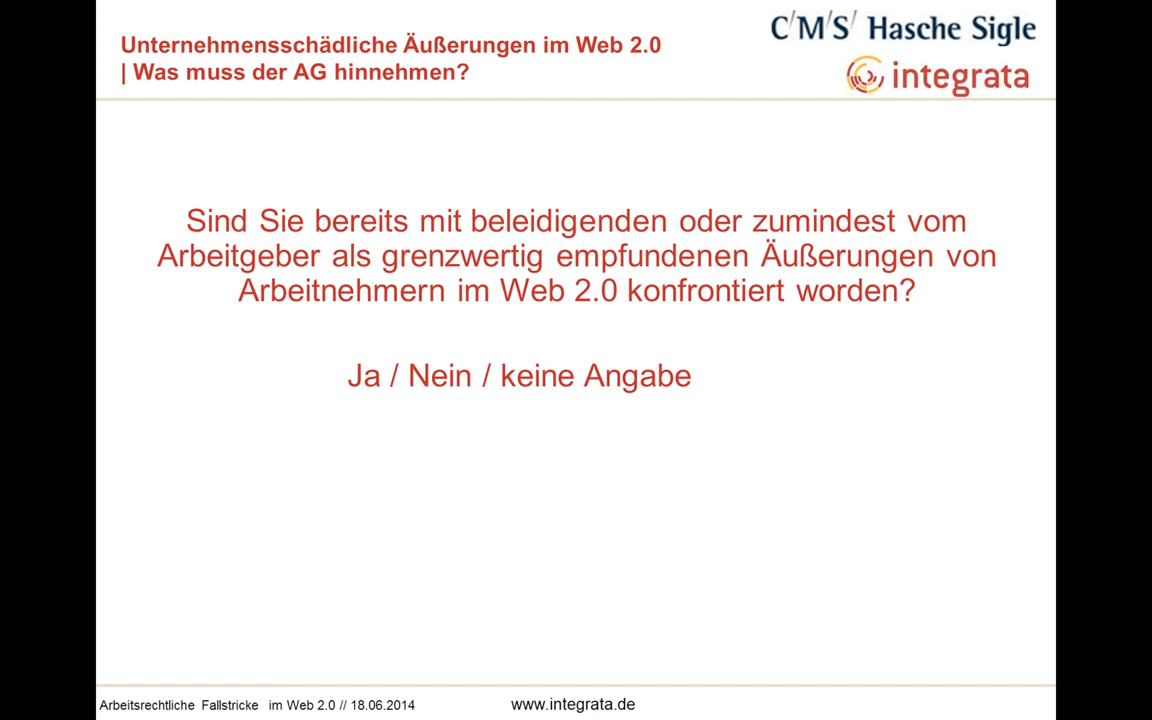 Unternehmensschädliche Äußerungen im Web 2.0
| Was muss der AG hinnehmen?
C/M/S/ Hasche Sigle
integrata
Sind Sie bereits mit beleidigenden oder zumindest vom
Arbeitgeber als grenzwertig empfundenen Äußerungen von
Arbeitnehmern im Web 2.0 konfrontiert worden?
Ja / Nein / keine Angabe
Arbeitsrechtliche Fallstricke im Web 2.0 // 18.06.2014
www.integrata.de